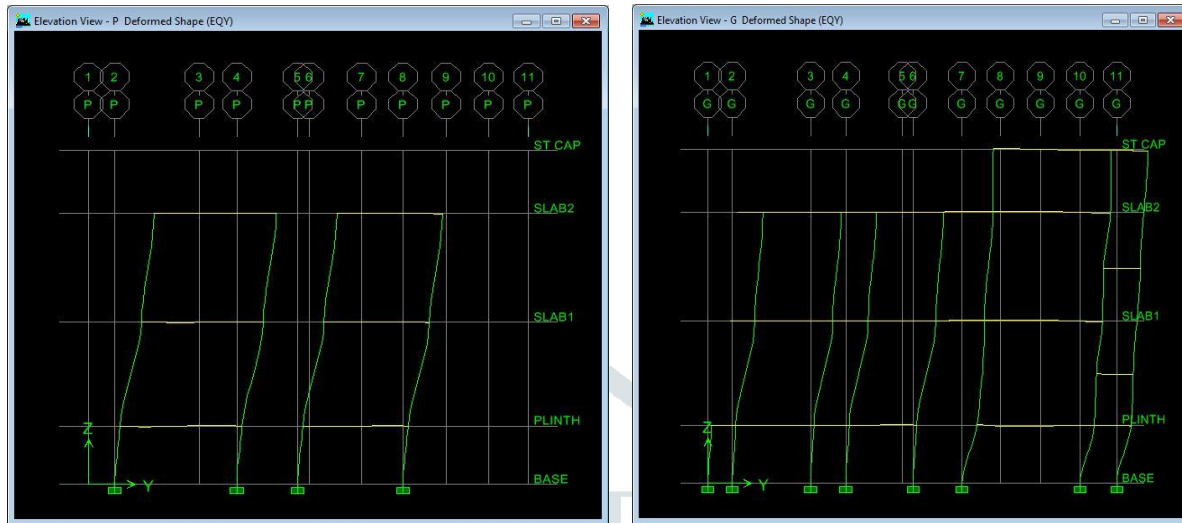 Elevation View - P Deformed Shape (EQY)
1 2 3 4 5 6 7 8 9 10 11
P P P P P P P P P P P
ST CAP
SLAB2
SLAB1
PLINTH
Z
BASE
Y
Elevation View - G Deformed Shape (EQY)
1 2 3 4 5 6 7 8 9 10 11
G G G G G G G G G G G
ST CAP
SLAB2
SLAB1
PLINTH
Z
BASE
Y